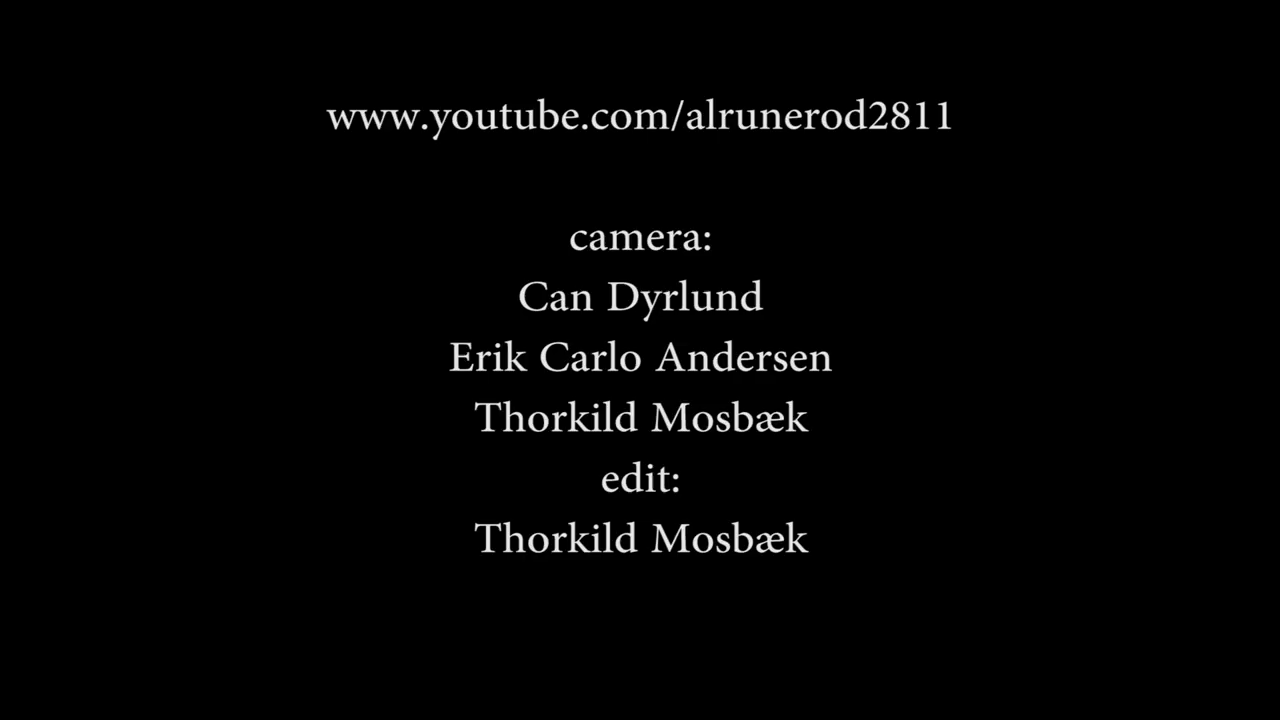 www.youtube.com/alrunerod2811
camera:
Can Dyrlund
Erik Carlo Andersen
Thorkild Mosbæk
edit:
Thorkild Mosbæk